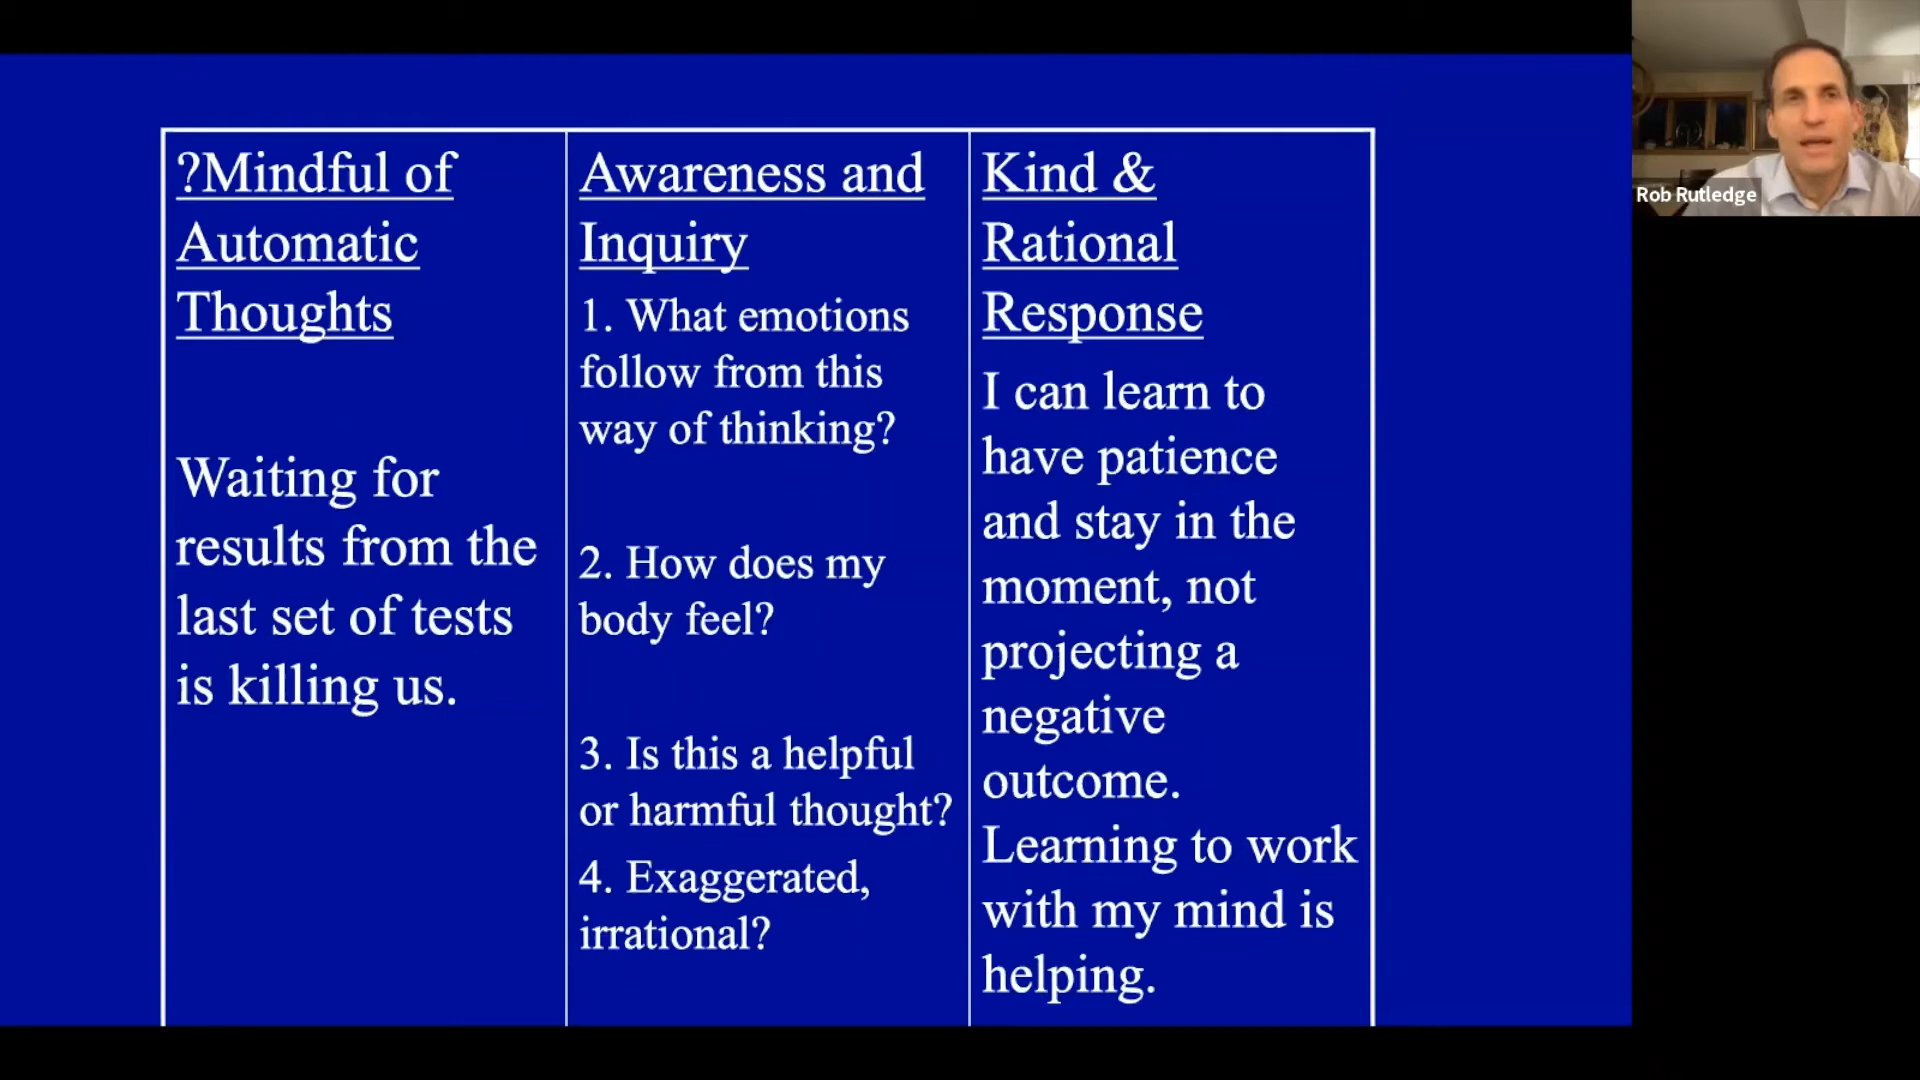 ?Mindful of
Automatic
Thoughts
Waiting for
results from the
last set of tests
is killing us.
Awareness and
Inquiry
1. What emotions
follow from this
way of thinking?
2. How does my
body feel?
3. Is this a helpful
or harmful thought?
4. Exaggerated,
irrational?
Kind &
Rational
Response
I can learn to
have patience
and stay in the
moment, not
projecting a
negative
outcome.
Learning to work
with my mind is
helping.
Rob Rutledge